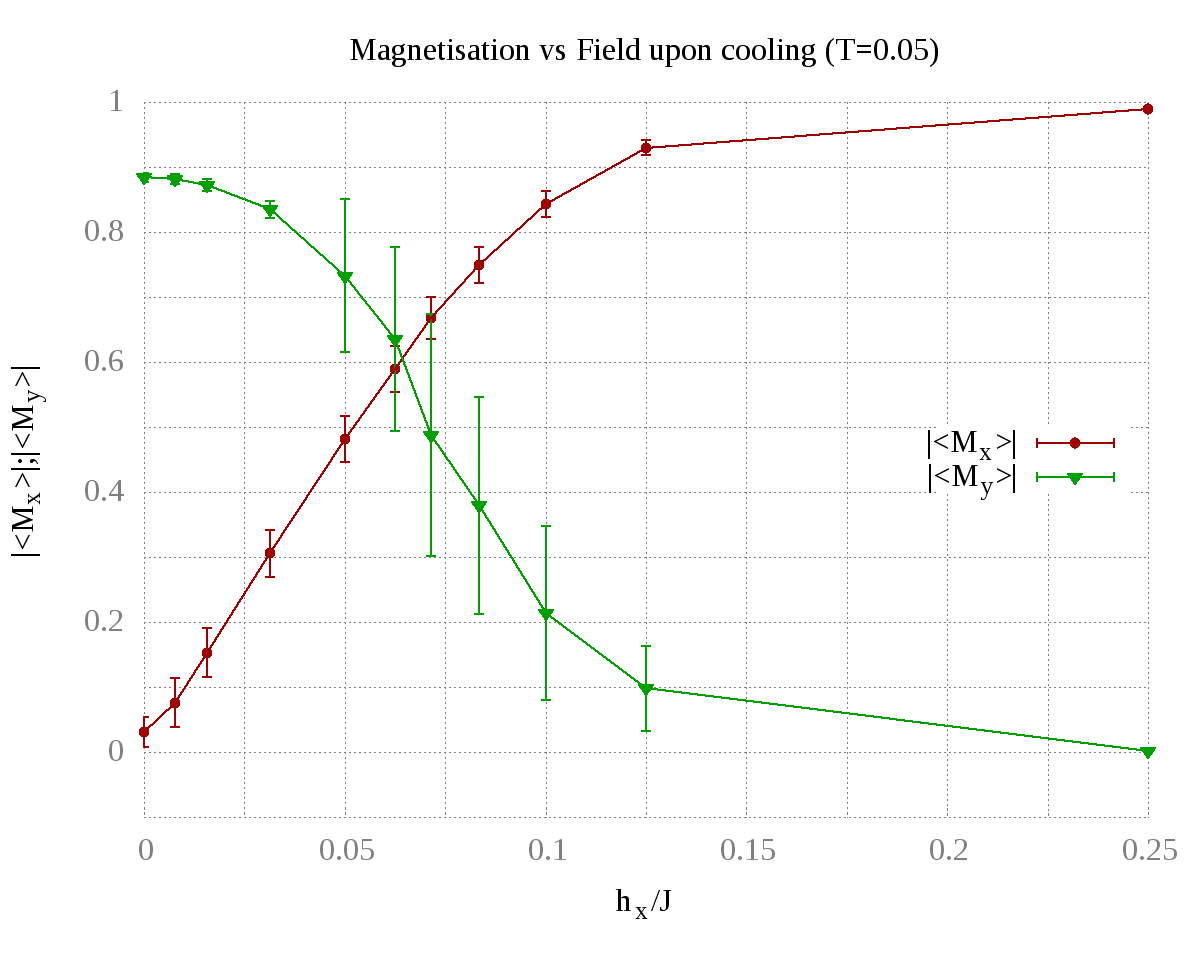 Magnetisation vs Field upon cooling (T=0.05)
1
0.8
0.6
0.4
0.2
0
|<Mx>|;|<My>|
|<Mx>|
|<My>|
0 0.05 0.1 0.15 0.2 0.25
hx/J